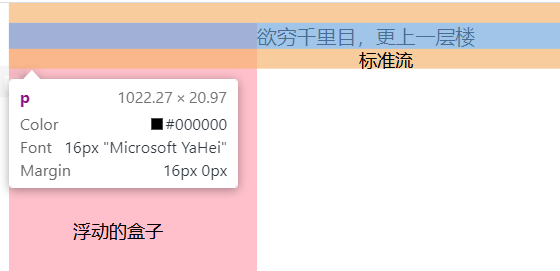 欲穷千里目，更上一层楼
标准流
p 1022.27 × 20.97
Color #000000
Font 16px "Microsoft YaHei"
Margin 16px 0px
浮动的盒子